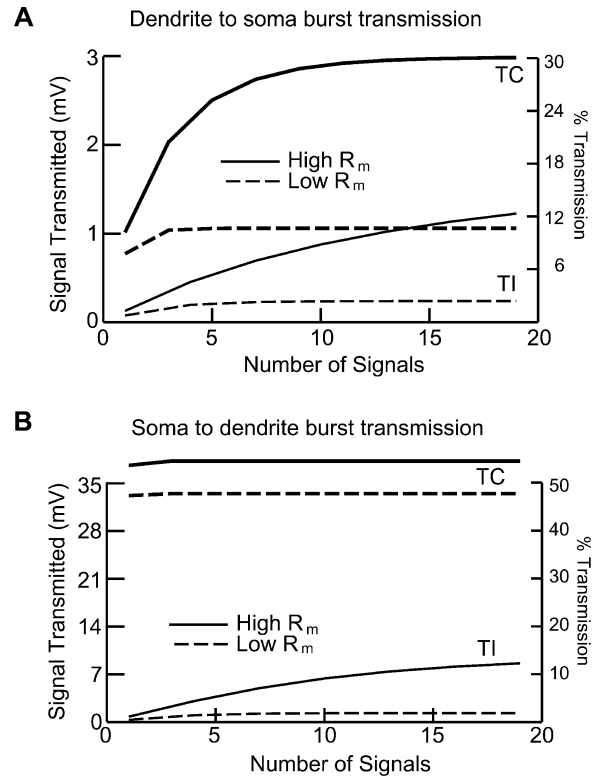 A
Dendrite to soma burst transmission
Signal Transmitted (mV)
3
2
1
0
30
24
18
12
6
% Transmission
TC
High Rm
Low Rm
TI
0
5
10
15
20
Number of Signals
B
Soma to dendrite burst transmission
Signal Transmitted (mV)
35
28
21
14
7
0
50
40
30
20
10
% Transmission
TC
High Rm
Low Rm
TI
0
5
10
15
20
Number of Signals